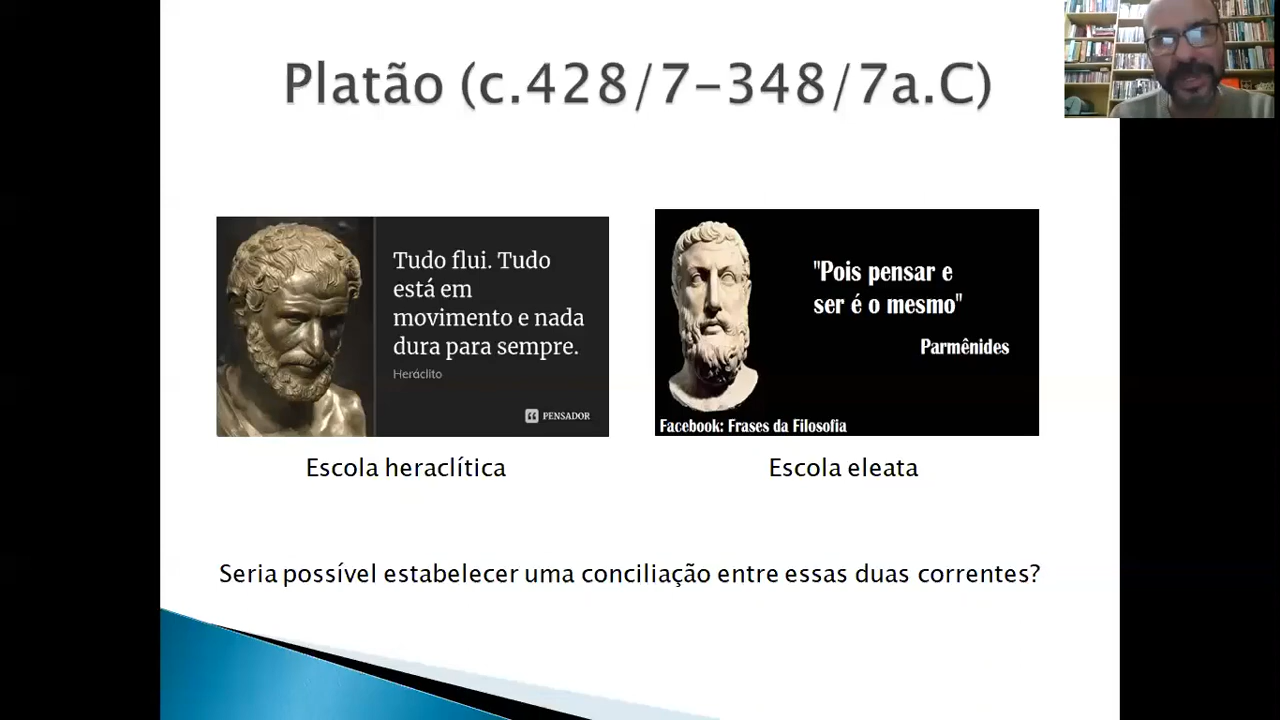 Platão (c.428/7-348/7a.C)
Tudo flui. Tudo
está em
movimento e nada
dura para sempre.
Heráclito
PENSADOR
"Pois pensar e
ser é o mesmo"
Parmênides
Facebook: Frases da Filosofia
Escola heraclítica
Escola eleata
Seria possível estabelecer uma conciliação entre essas duas correntes?